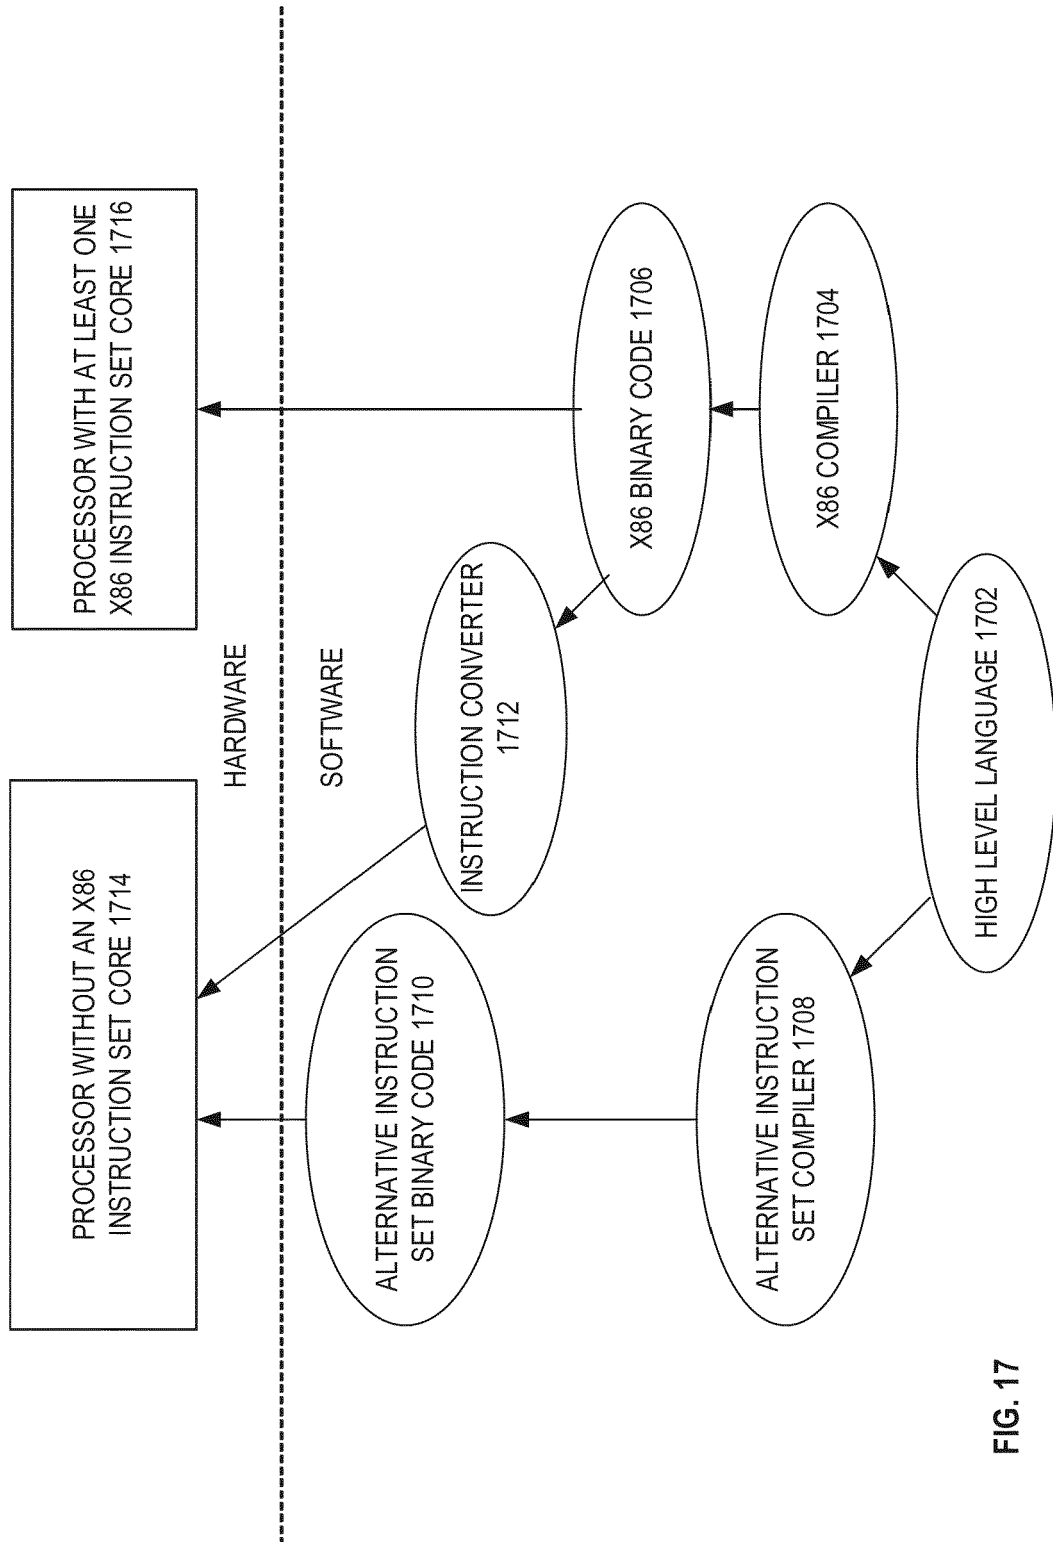 PROCESSOR WITHOUT AN X86
INSTRUCTION SET CORE 1714
PROCESSOR WITH AT LEAST ONE
X86 INSTRUCTION SET CORE 1716
HARDWARE
SOFTWARE
ALTERNATIVE INSTRUCTION
SET BINARY CODE 1710
INSTRUCTION CONVERTER
1712
X86 BINARY CODE 1706
ALTERNATIVE INSTRUCTION
SET COMPILER 1708
X86 COMPILER 1704
HIGH LEVEL LANGUAGE 1702
FIG. 17